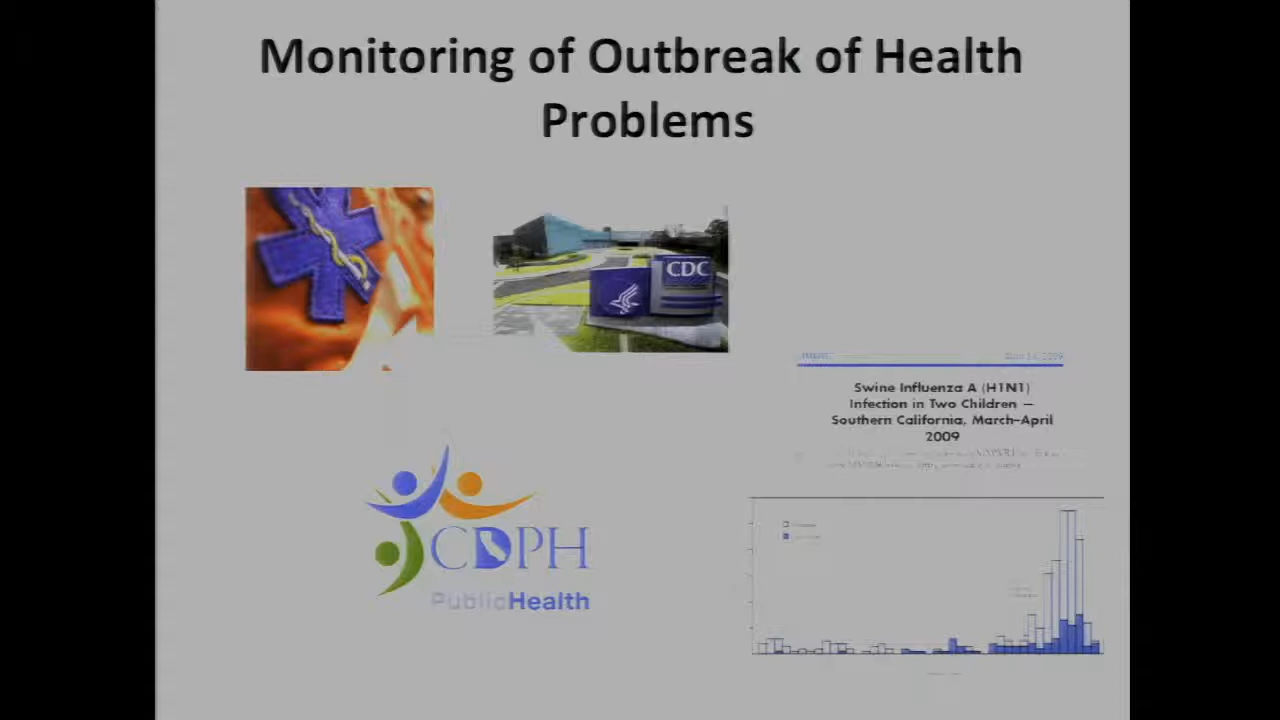 Monitoring of Outbreak of Health
Problems
CDC
Swine Influenza A (H1N1)
Infection in Two Children —
Southern California, March–April
2009
CDPH
PublicHealth